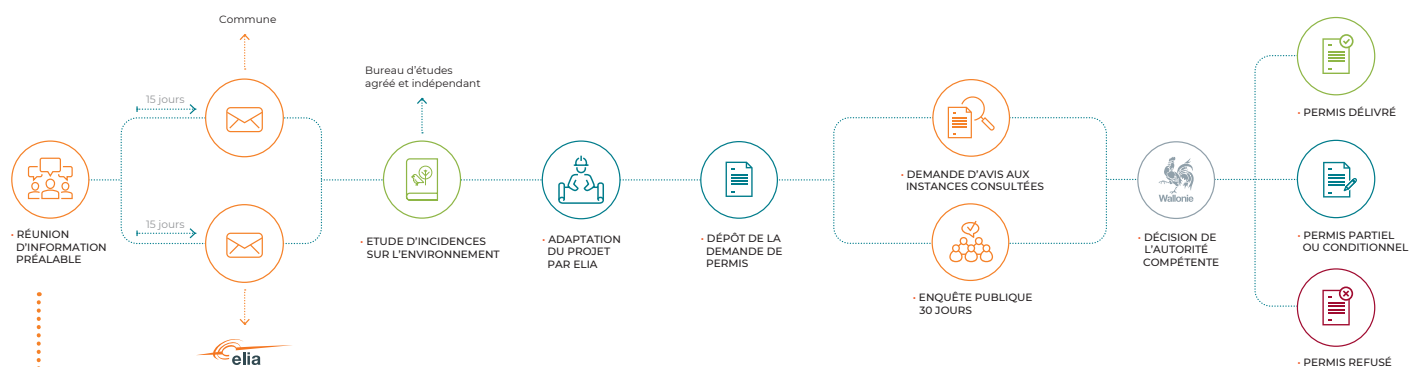 Commune
15 jours
15 jours
elia
• RÉUNION
D'INFORMATION
PRÉALABLE
Bureau d'études
agréé et indépendant
• ETUDE D'INCIDENCES
SUR L'ENVIRONNEMENT
• ADAPTATION
DU PROJET
PAR ELIA
• DÉPÔT DE LA
DEMANDE DE
PERMIS
• DEMANDE D'AVIS AUX
INSTANCES CONSULTÉES
• ENQUÊTE PUBLIQUE
30 JOURS
Wallonie
• DÉCISION DE
L'AUTORITÉ
COMPÉTENTE
• PERMIS DÉLIVRÉ
• PERMIS PARTIEL
OU CONDITIONNEL
• PERMIS REFUSÉ